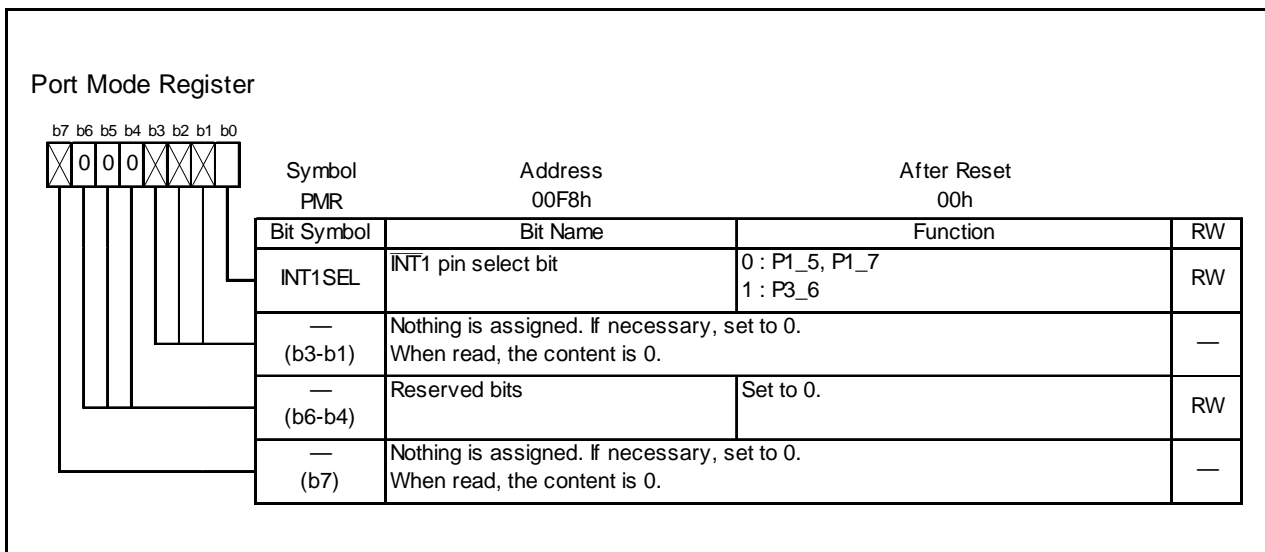 Port Mode Register
b7 b6 b5 b4 b3 b2 b1 b0
0 0 0
Symbol Address After Reset
PMR 00F8h 00h
Bit Symbol Bit Name Function RW
INT1SEL INT1 pin select bit 0 : P1_5, P1_7 RW
1 : P3_6
— Nothing is assigned. If necessary, set to 0. —
(b3-b1) When read, the content is 0.
— Reserved bits Set to 0. RW
(b6-b4)
— Nothing is assigned. If necessary, set to 0. —
(b7) When read, the content is 0.